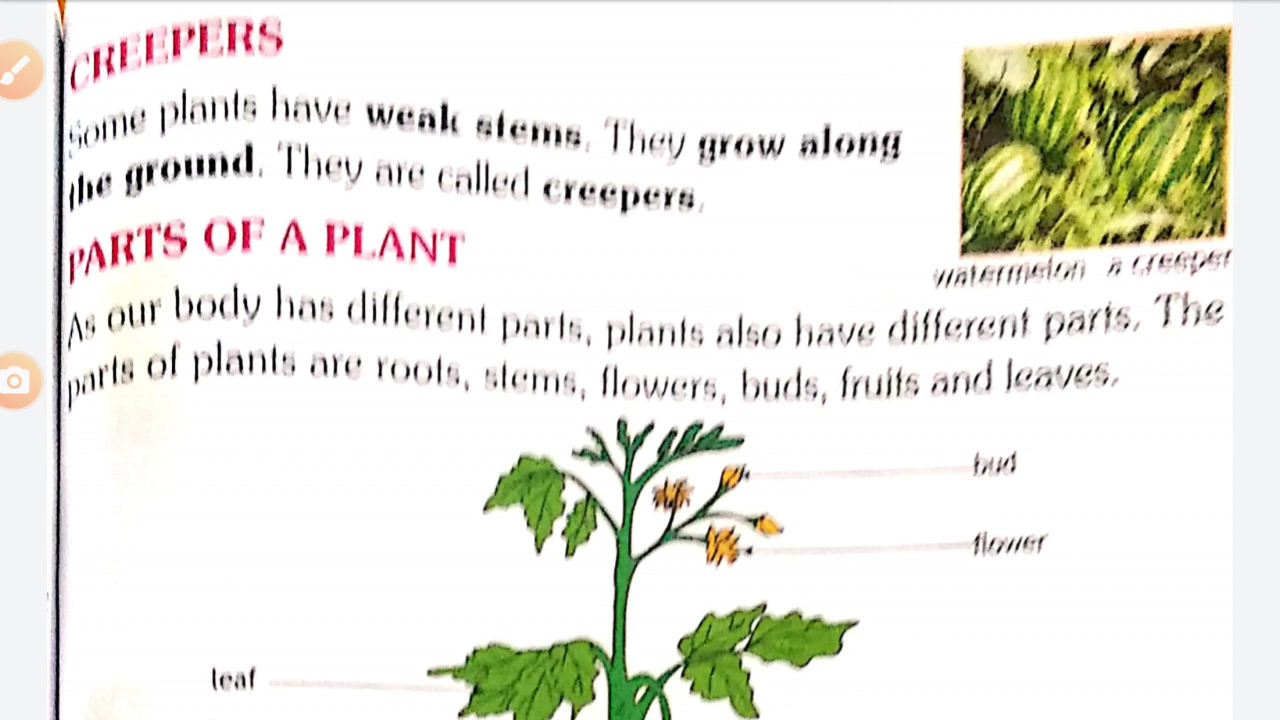 CREEPERS
Some plants have weak stems. They grow along
the ground. They are called creepers.
watermelon a creeper
PARTS OF A PLANT
As our body has different parts, plants also have different parts. The
parts of plants are roots, stems, flowers, buds, fruits and leaves.
bud
flower
leaf